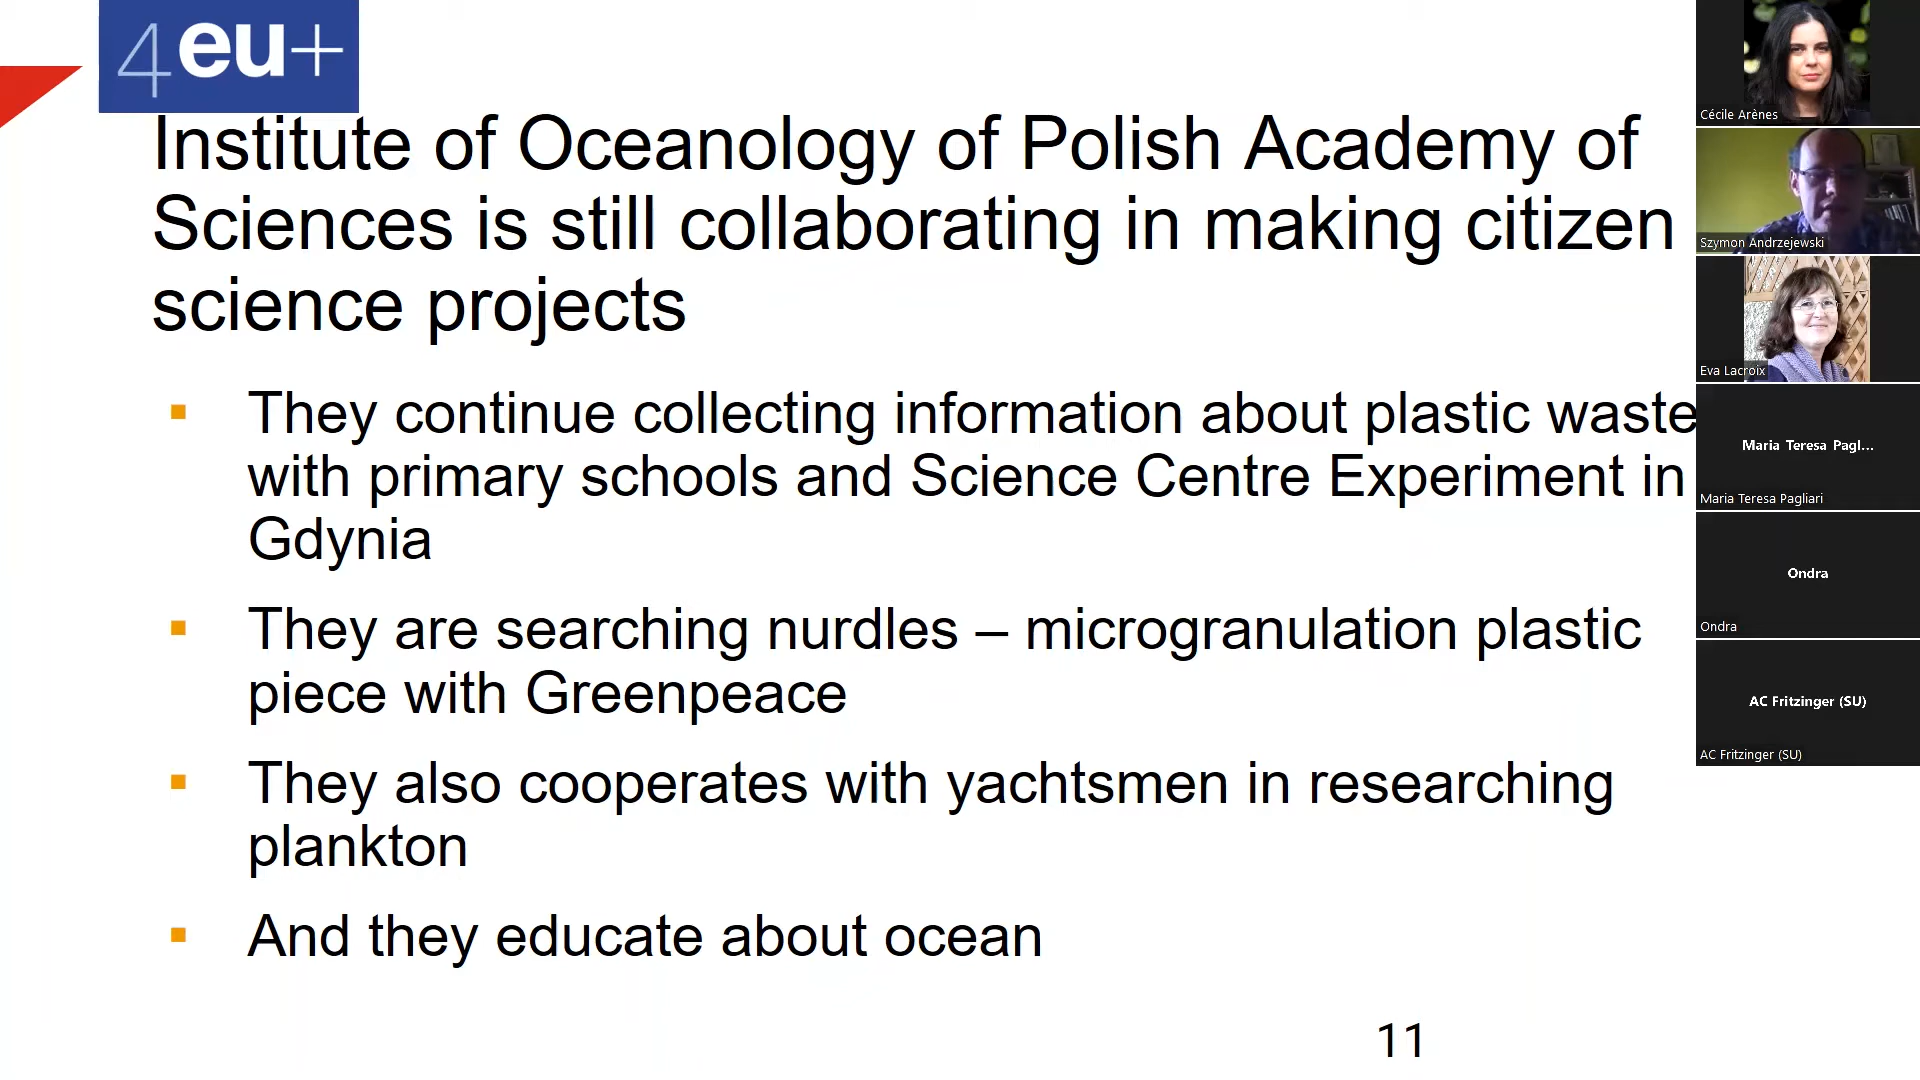 4eu+
Institute of Oceanology of Polish Academy of
Sciences is still collaborating in making citizen
science projects
▪ They continue collecting information about plastic waste
with primary schools and Science Centre Experiment in
Gdynia
▪ They are searching nurdles – microgranulation plastic
piece with Greenpeace
▪ They also cooperates with yachtsmen in researching
plankton
▪ And they educate about ocean
11
Cécile Arènes
Szymon Andrzejewski
Eva Lacroix
Maria Teresa Pagl...
Maria Teresa Pagliari
Ondra
Ondra
AC Fritzinger (SU)
AC Fritzinger (SU)